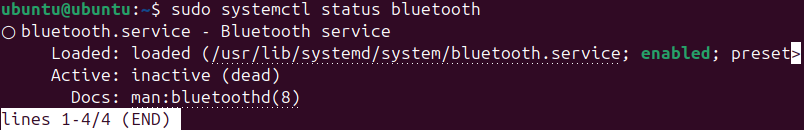 ubuntu@ubuntu:~$ sudo systemctl status bluetooth
○ bluetooth.service - Bluetooth service
     Loaded: loaded (/usr/lib/systemd/system/bluetooth.service; enabled; preset>
     Active: inactive (dead)
       Docs: man:bluetoothd(8)
lines 1-4/4 (END)